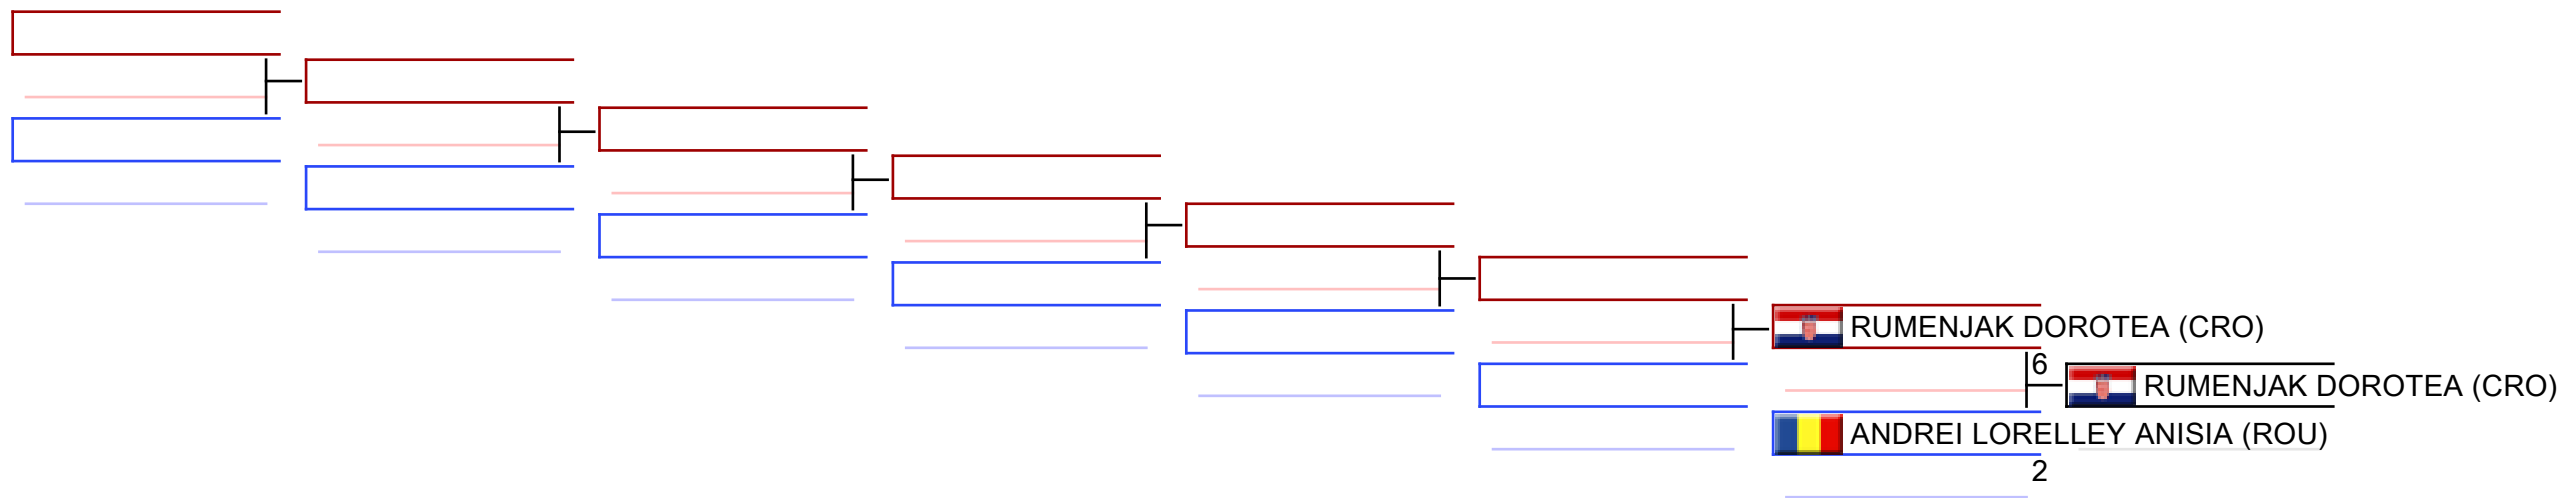 RUMENJAK DOROTEA (CRO)
6
RUMENJAK DOROTEA (CRO)
ANDREI LORELLEY ANISIA (ROU)
2